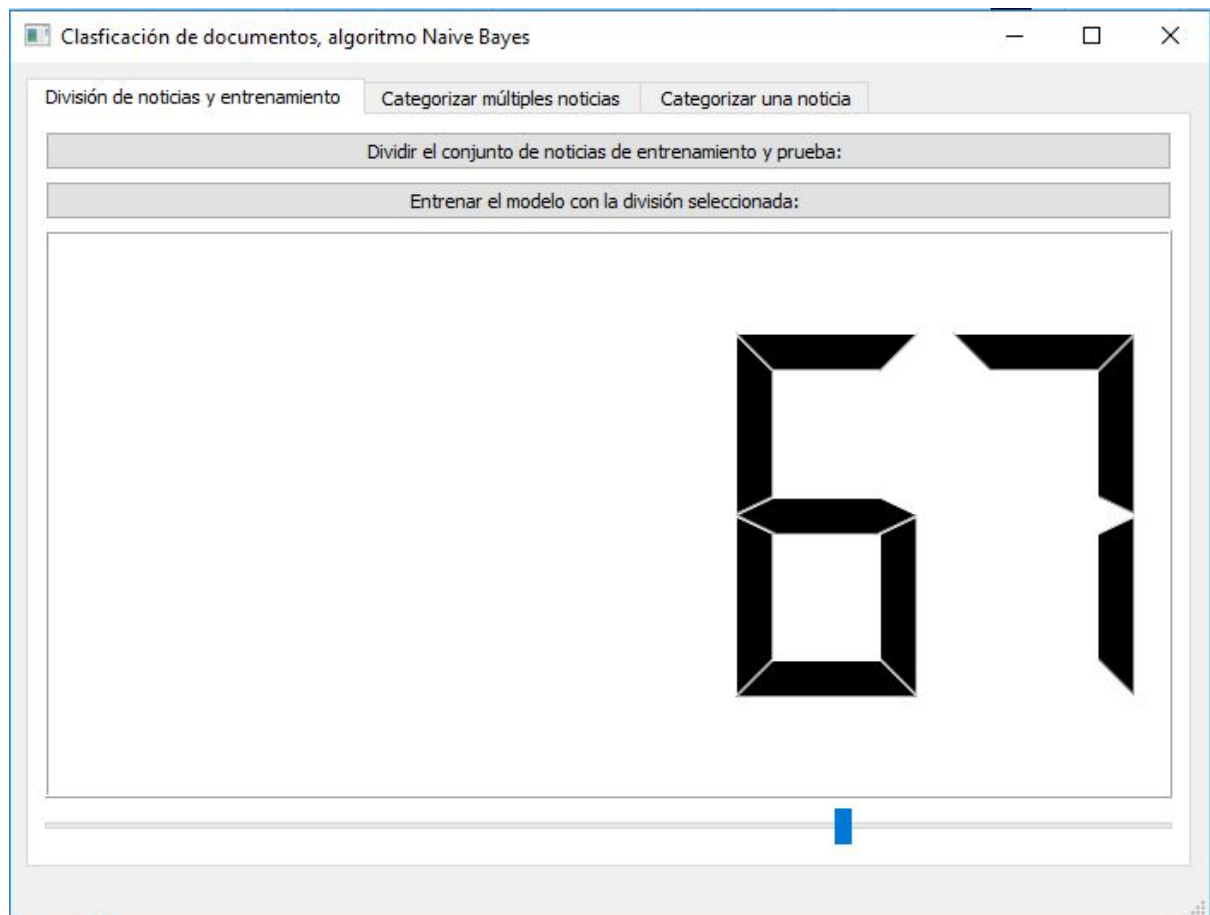 Clasficación de documentos, algoritmo Naive Bayes
División de noticias y entrenamiento Categorizar múltiples noticias Categorizar una noticia
Dividir el conjunto de noticias de entrenamiento y prueba:
Entrenar el modelo con la división seleccionada:
67